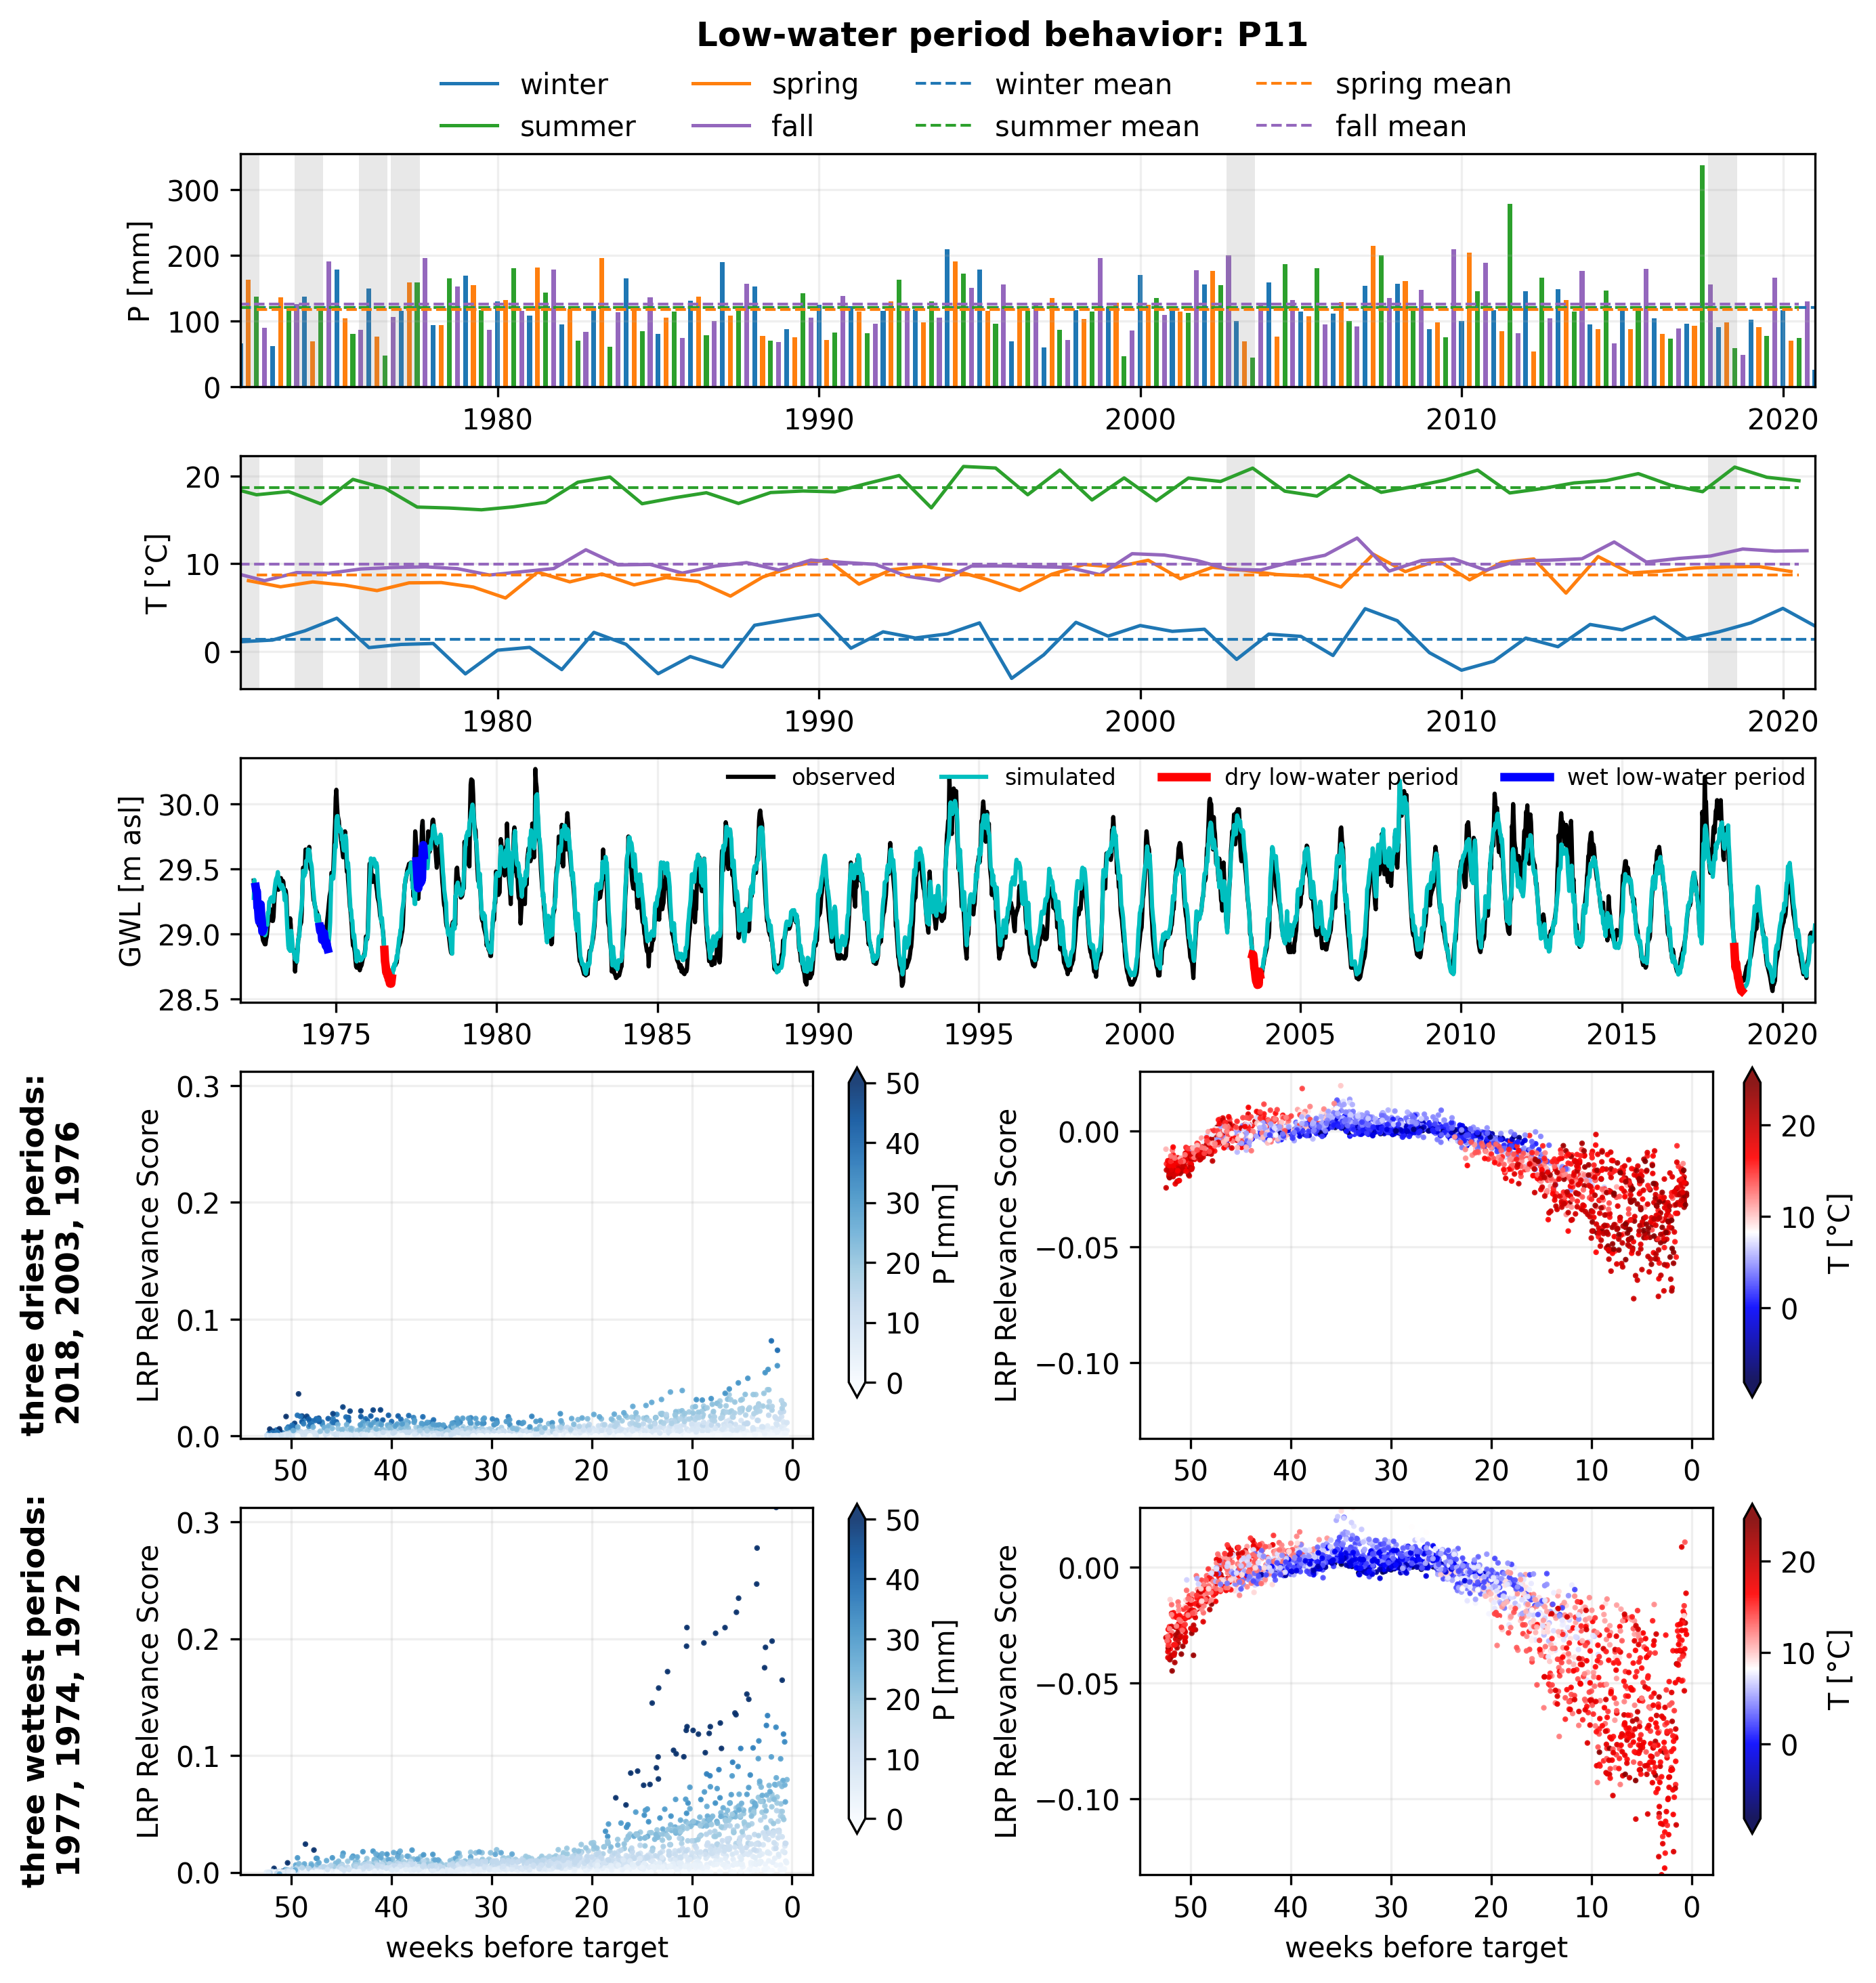 Low-water period behavior: P11
winter spring winter mean spring mean
summer fall summer mean fall mean
P [mm]
300
200
100
0
1980 1990 2000 2010 2020
T [°C]
20
10
0
1980 1990 2000 2010 2020
GWL [m asl]
observed simulated dry low-water period wet low-water period
30.0
29.5
29.0
28.5
1975 1980 1985 1990 1995 2000 2005 2010 2015 2020
three driest periods:
2018, 2003, 1976
LRP Relevance Score
0.3
0.2
0.1
0.0
50 40 30 20 10 0
50
40
30
20
10
0
P [mm]
LRP Relevance Score
0.00
−0.05
−0.10
50 40 30 20 10 0
20
10
0
T [°C]
three wettest periods:
1977, 1974, 1972
LRP Relevance Score
0.3
0.2
0.1
0.0
50 40 30 20 10 0
weeks before target
50
40
30
20
10
0
P [mm]
LRP Relevance Score
0.00
−0.05
−0.10
50 40 30 20 10 0
weeks before target
20
10
0
T [°C]